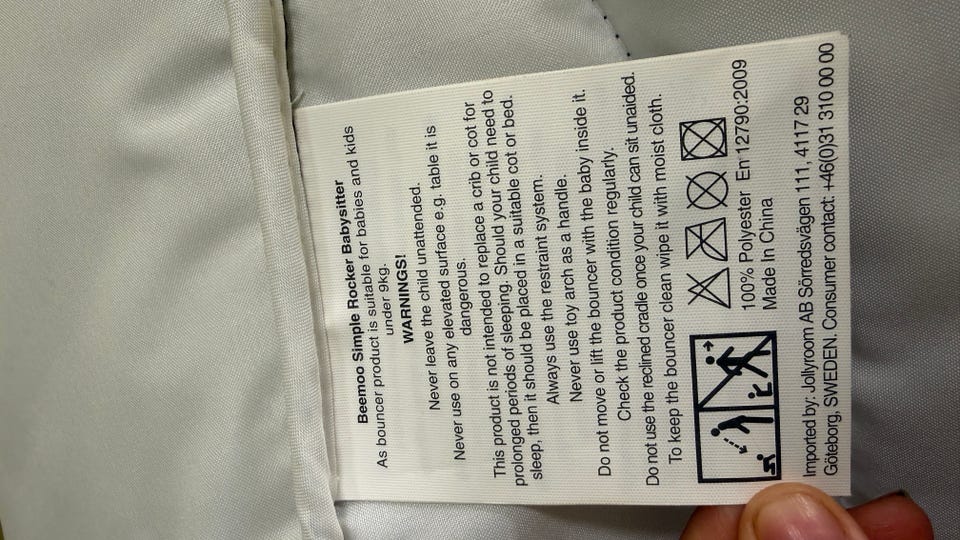 Beemoo Simple Rocker Babysitter
As bouncer product is suitable for babies and kids
under 9kg.
WARNINGS!
Never leave the child unattended.
Never use on any elevated surface e.g. table it is
dangerous.
This product is not intended to replace a crib or cot for
prolonged periods of sleeping. Should your child need to
sleep, then it should be placed in a suitable cot or bed.
Always use the restraint system.
Never use toy arch as a handle.
Do not move or lift the bouncer with the baby inside it.
Check the product condition regularly.
Do not use the reclined cradle once your child can sit unaided.
To keep the bouncer clean wipe it with moist cloth.
100% Polyester En 12790:2009
Made In China
Imported by: Jollyroom AB Sörredsvägen 111, 4117 29
Göteborg, SWEDEN. Consumer contact: +46(0)31 310 00 00